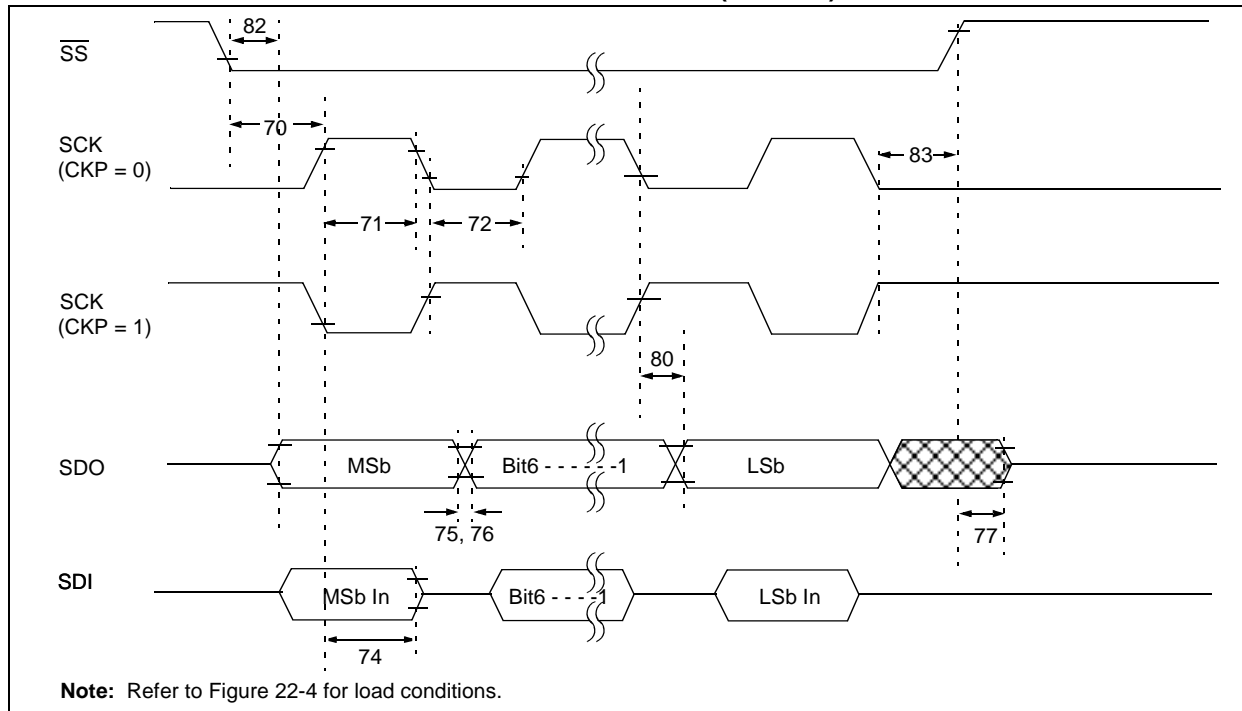 82
SS
70
SCK
(CKP = 0)
83
71
72
SCK
(CKP = 1)
80
SDO
MSb
Bit6 - - - - - -1
LSb
75, 76
77
SDI
MSb In
Bit6 - - - -1
LSb In
74
Note: Refer to Figure 22-4 for load conditions.